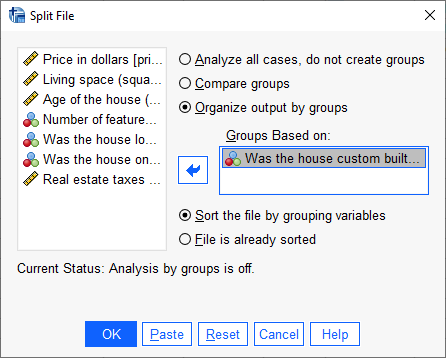 Split File
Price in dollars [pri...
Living space (squa...
Age of the house (...
Number of feature...
Was the house lo...
Was the house on...
Real estate taxes ...
Analyze all cases, do not create groups
Compare groups
Organize output by groups
Groups Based on:
Was the house custom built...
Sort the file by grouping variables
File is already sorted
Current Status: Analysis by groups is off.
OK
Paste
Reset
Cancel
Help